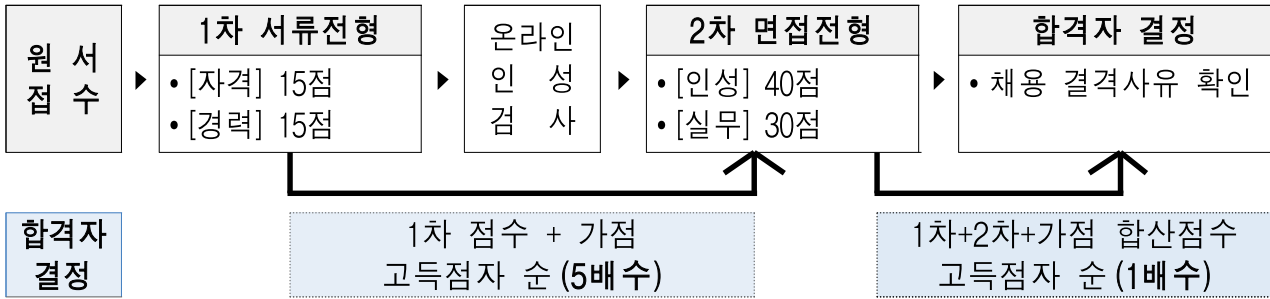 원 서
접 수
1차 서류전형
• [자격] 15점
• [경력] 15점
온라인
인 성
검 사
2차 면접전형
• [인성] 40점
• [실무] 30점
합격자 결정
• 채용 결격사유 확인
합격자
결정
1차 점수 + 가점
고득점자 순 (5배수)
1차+2차+가점 합산점수
고득점자 순 (1배수)